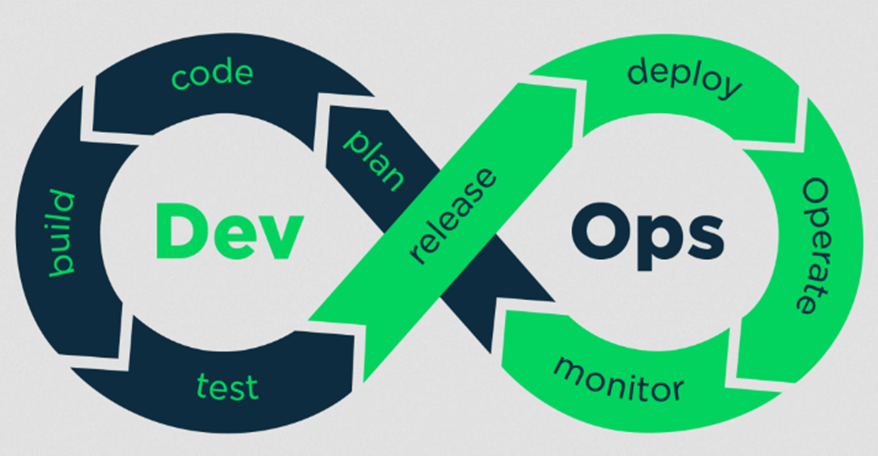 code
deploy
plan
release
build
Dev
Ops
Operate
test
monitor